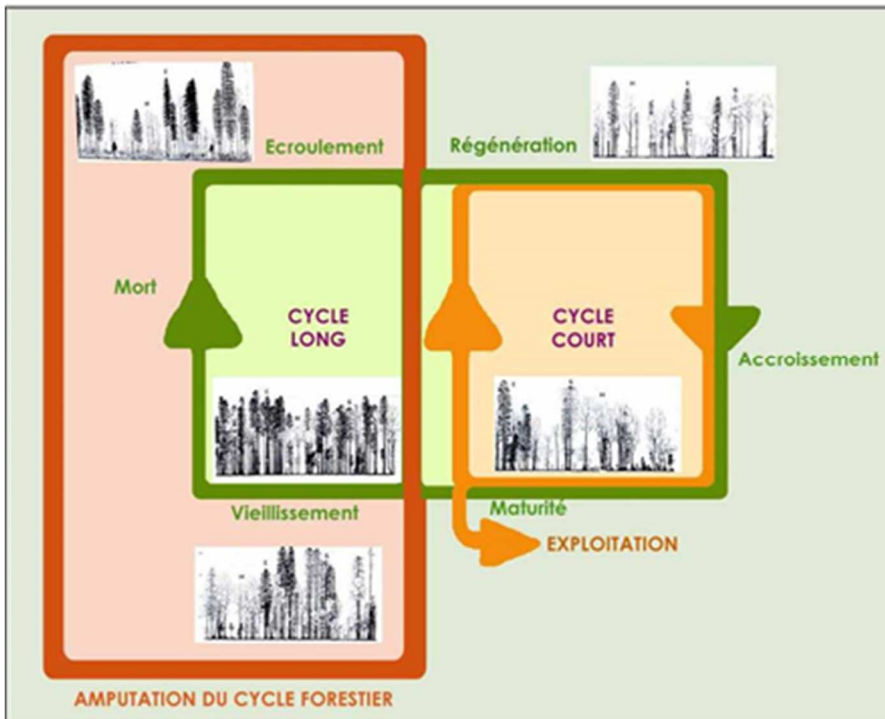 Ecroulement
Régénération
Mort
CYCLE
LONG
CYCLE
COURT
Accroissement
Vieillissement
Maturité
EXPLOITATION
AMPUTATION DU CYCLE FORESTIER